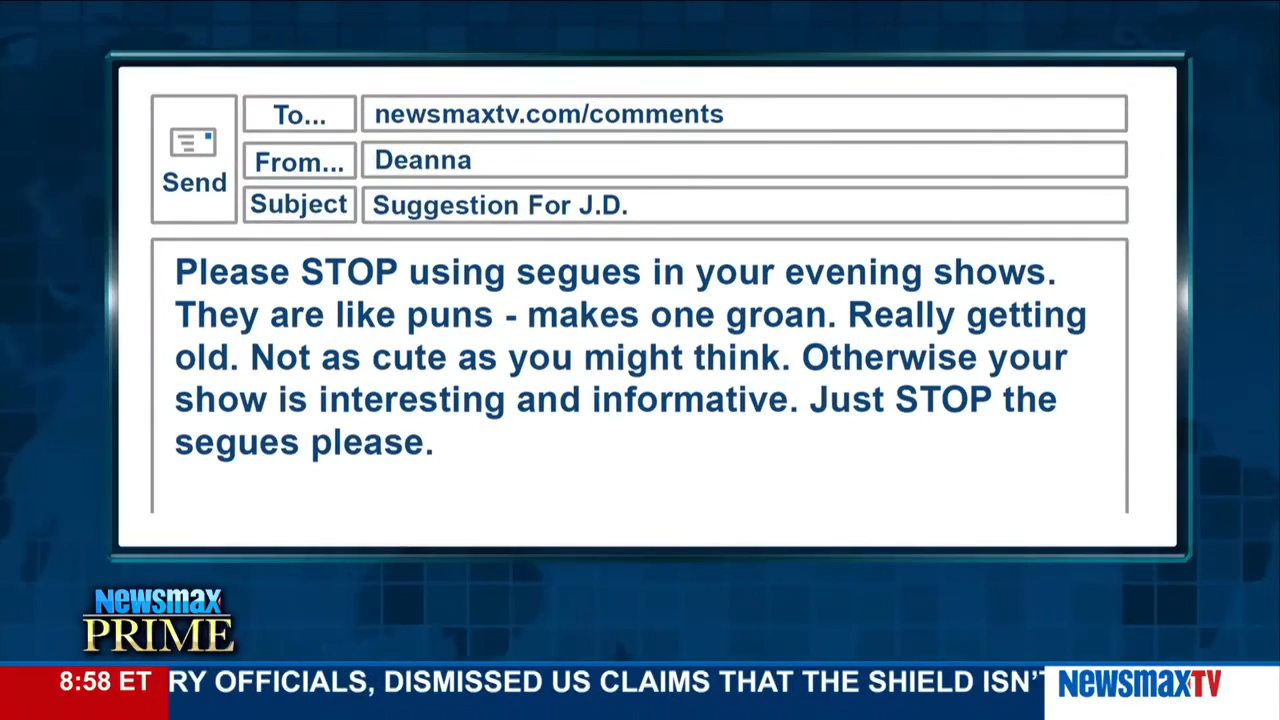 To... newsmaxtv.com/comments
From... Deanna
Send
Subject Suggestion For J.D.
Please STOP using segues in your evening shows.
They are like puns - makes one groan. Really getting
old. Not as cute as you might think. Otherwise your
show is interesting and informative. Just STOP the
segues please.
Newsmax
PRIME
8:58 ET RY OFFICIALS, DISMISSED US CLAIMS THAT THE SHIELD ISN'T NewsmaxTV